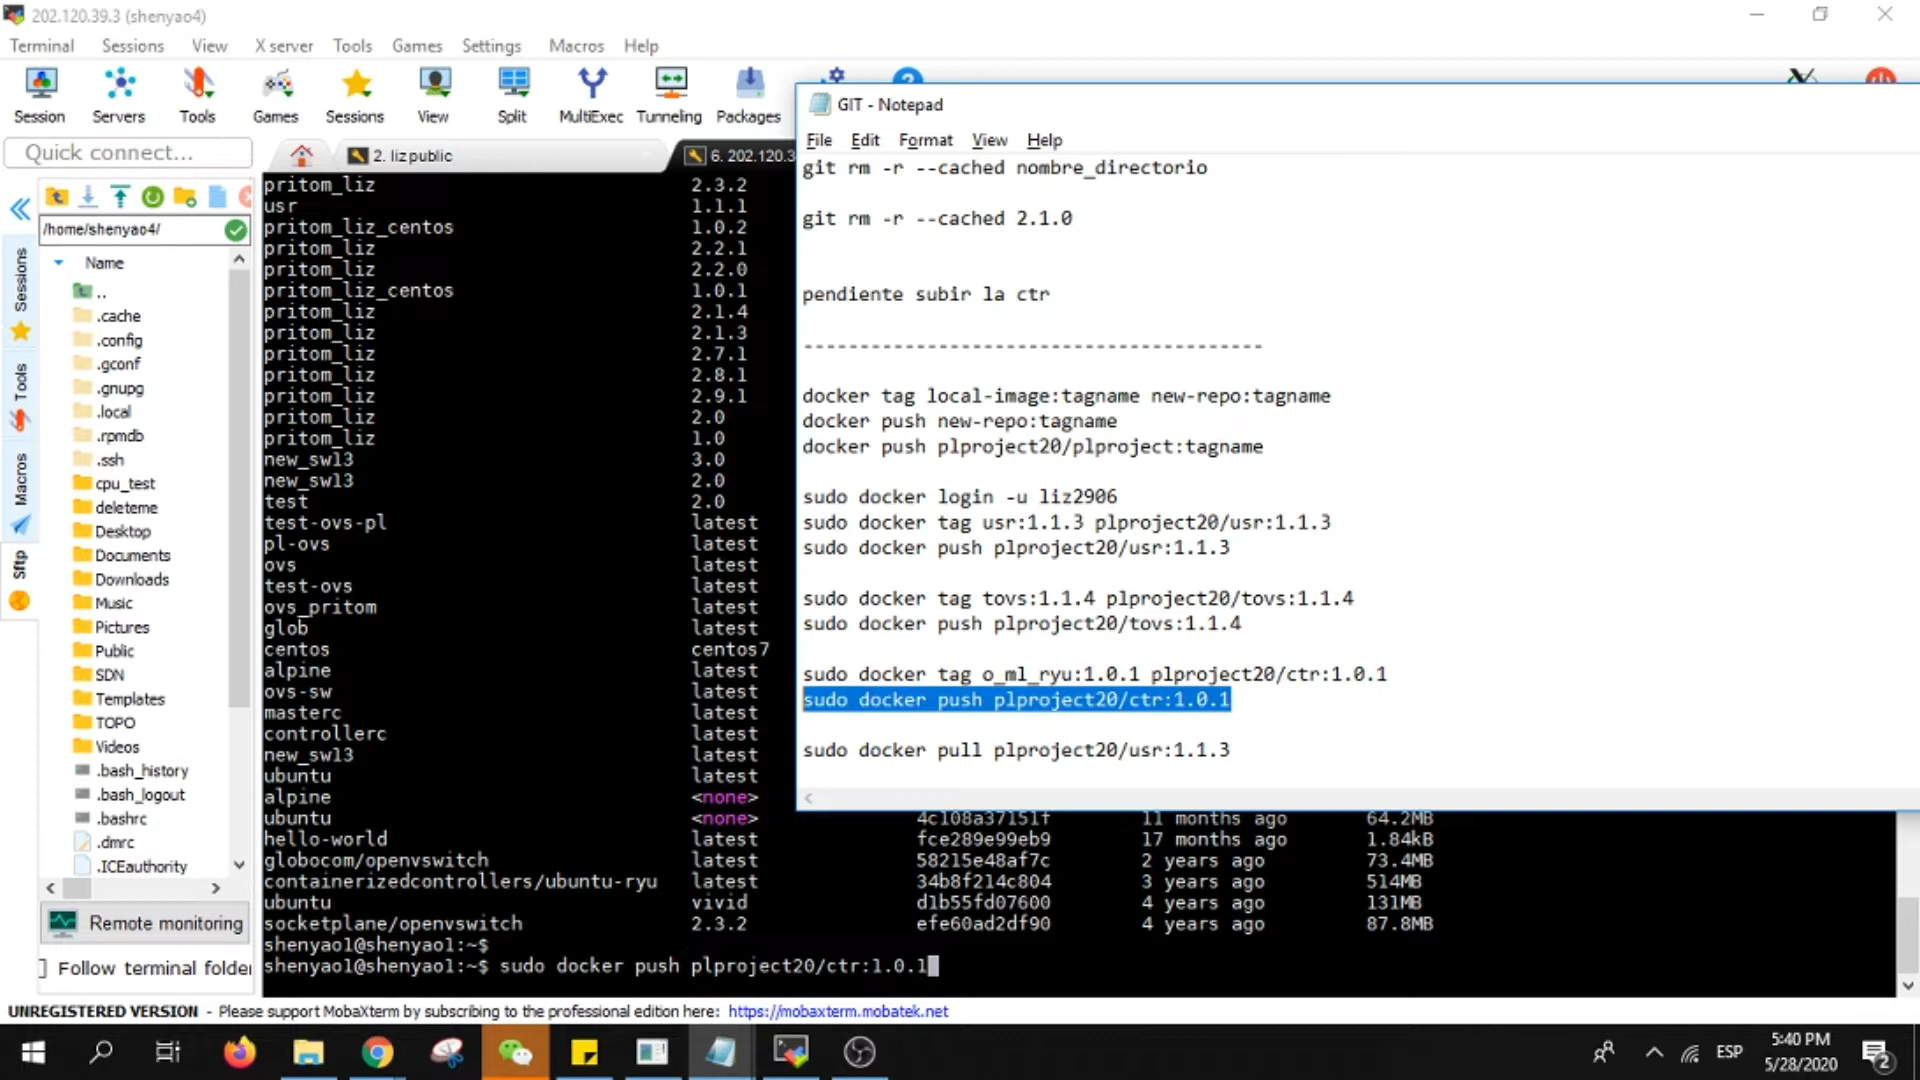 202.120.39.3 (shenyao4)
Terminal Sessions View X server Tools Games Settings Macros Help
Session Servers Tools Games Sessions View Split MultiExec Tunneling Packages
Quick connect...
2. lizpublic
6. 202.120.3
/home/shenyao4/
Name
..
.cache
.config
.gconf
.gnupg
.local
.rpmdb
.ssh
cpu_test
deleteme
Desktop
Documents
Downloads
Music
Pictures
Public
SDN
Templates
TOPO
Videos
.bash_history
.bash_logout
.bashrc
.dmrc
.ICEauthority
Sessions
Tools
Macros
Sftp
Remote monitoring
Follow terminal folder
pritom_liz 2.3.2
usr 1.1.1
pritom_liz_centos 1.0.2
pritom_liz 2.2.1
pritom_liz 2.2.0
pritom_liz_centos 1.0.1
pritom_liz 2.1.4
pritom_liz 2.1.3
pritom_liz 2.7.1
pritom_liz 2.8.1
pritom_liz 2.9.1
pritom_liz 2.0
pritom_liz 1.0
new_swl3 3.0
new_swl3 2.0
test 2.0
test-ovs-pl latest
pl-ovs latest
ovs latest
test-ovs latest
ovs_pritom latest
glob latest
centos centos7
alpine latest
ovs-sw latest
masterc latest
controllerc latest
new_swl3 latest
ubuntu latest
alpine <none>
ubuntu <none> 4c108a37151f 11 months ago 64.2MB
hello-world latest fce289e99eb9 17 months ago 1.84kB
globocom/openvswitch latest 58215e48af7c 2 years ago 73.4MB
containerizedcontrollers/ubuntu-ryu latest 34b8f214c804 3 years ago 514MB
ubuntu vivid d1b55fd07600 4 years ago 131MB
socketplane/openvswitch 2.3.2 efe60ad2df90 4 years ago 87.8MB
shenyao1@shenyao1:~$
shenyao1@shenyao1:~$ sudo docker push plproject20/ctr:1.0.1
GIT - Notepad
File Edit Format View Help
git rm -r --cached nombre_directorio
git rm -r --cached 2.1.0
pendiente subir la ctr
-----------------------------------------
docker tag local-image:tagname new-repo:tagname
docker push new-repo:tagname
docker push plproject20/plproject:tagname
sudo docker login -u liz2906
sudo docker tag usr:1.1.3 plproject20/usr:1.1.3
sudo docker push plproject20/usr:1.1.3
sudo docker tag tovs:1.1.4 plproject20/tovs:1.1.4
sudo docker push plproject20/tovs:1.1.4
sudo docker tag o_ml_ryu:1.0.1 plproject20/ctr:1.0.1
sudo docker push plproject20/ctr:1.0.1
sudo docker pull plproject20/usr:1.1.3
UNREGISTERED VERSION - Please support MobaXterm by subscribing to the professional edition here: https://mobaxterm.mobatek.net
ESP
5:40 PM
5/28/2020
2